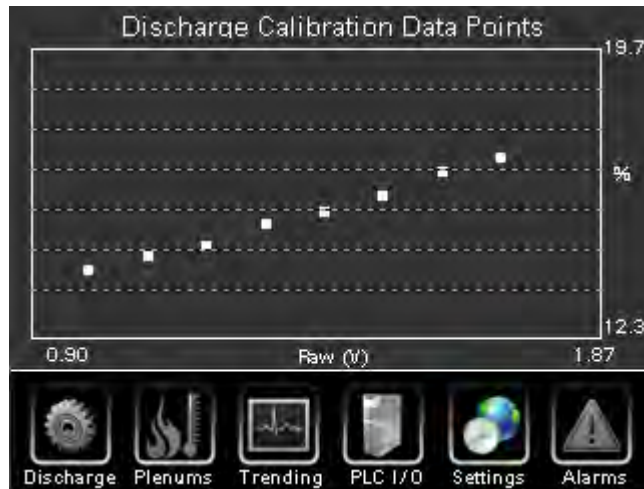 Discharge Calibration Data Points
19.7
%
12.3
0.90 Raw (V) 1.87
Discharge Plenums Trending PLC I/O Settings Alarms